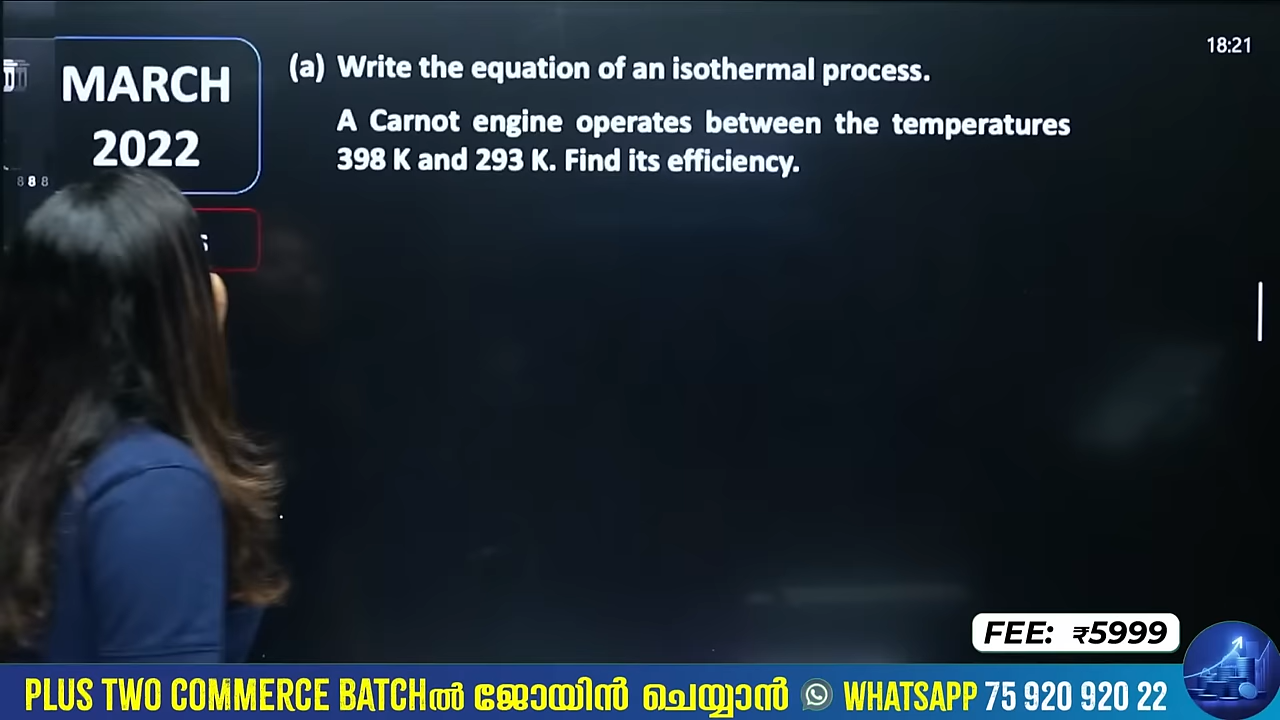 18:21
MARCH
2022
(a) Write the equation of an isothermal process.
A Carnot engine operates between the temperatures
398 K and 293 K. Find its efficiency.
888
s
FEE: ₹5999
PLUS TWO COMMERCE BATCHൽ ജോയിൻ ചെയ്യാൻ WHATSAPP 75 920 920 22